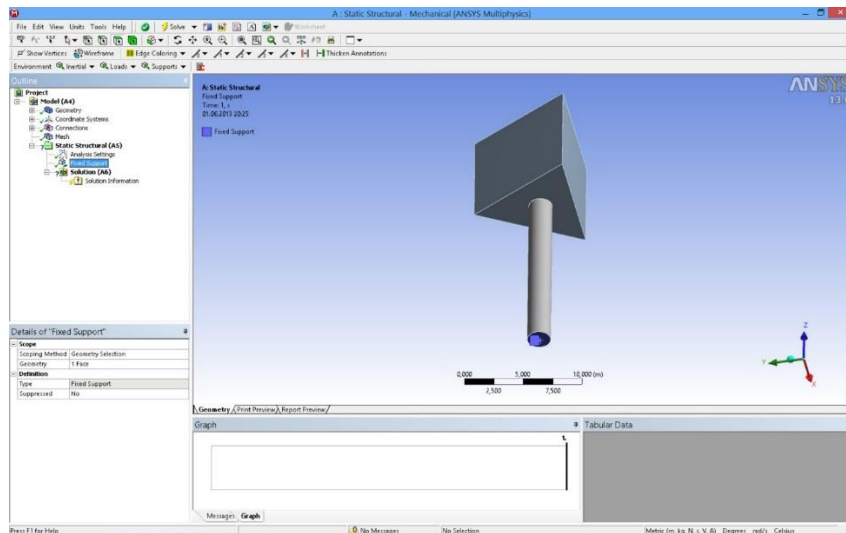 A : Static Structural - Mechanical [ANSYS Multiphysics]
File Edit View Units Tools Help Solve Worksheet
Show Vertices Wireframe Edge Coloring Thicken Annotations
Environment Inertial Loads Supports
Outline
Project
Model (A4)
Geometry
Coordinate Systems
Connections
Mesh
Static Structural (A5)
Analysis Settings
Fixed Support
Solution (A6)
Solution Information
A: Static Structural
Fixed Support
Time: 1, s
01.06.2013 20:25
Fixed Support
ANSYS
13.
Z
Y
X
0,000 5,000 10,000 (m)
2,500 7,500
Details of "Fixed Support"
Scope
Scoping Method Geometry Selection
Geometry 1 Face
Definition
Type Fixed Support
Suppressed No
Geometry Print Preview Report Preview
Graph
1,
Messages Graph
Tabular Data
Press F1 for Help
No Messages
No Selection
Metric (m, kg, N, s, V, A) Degrees rad/s Celsius